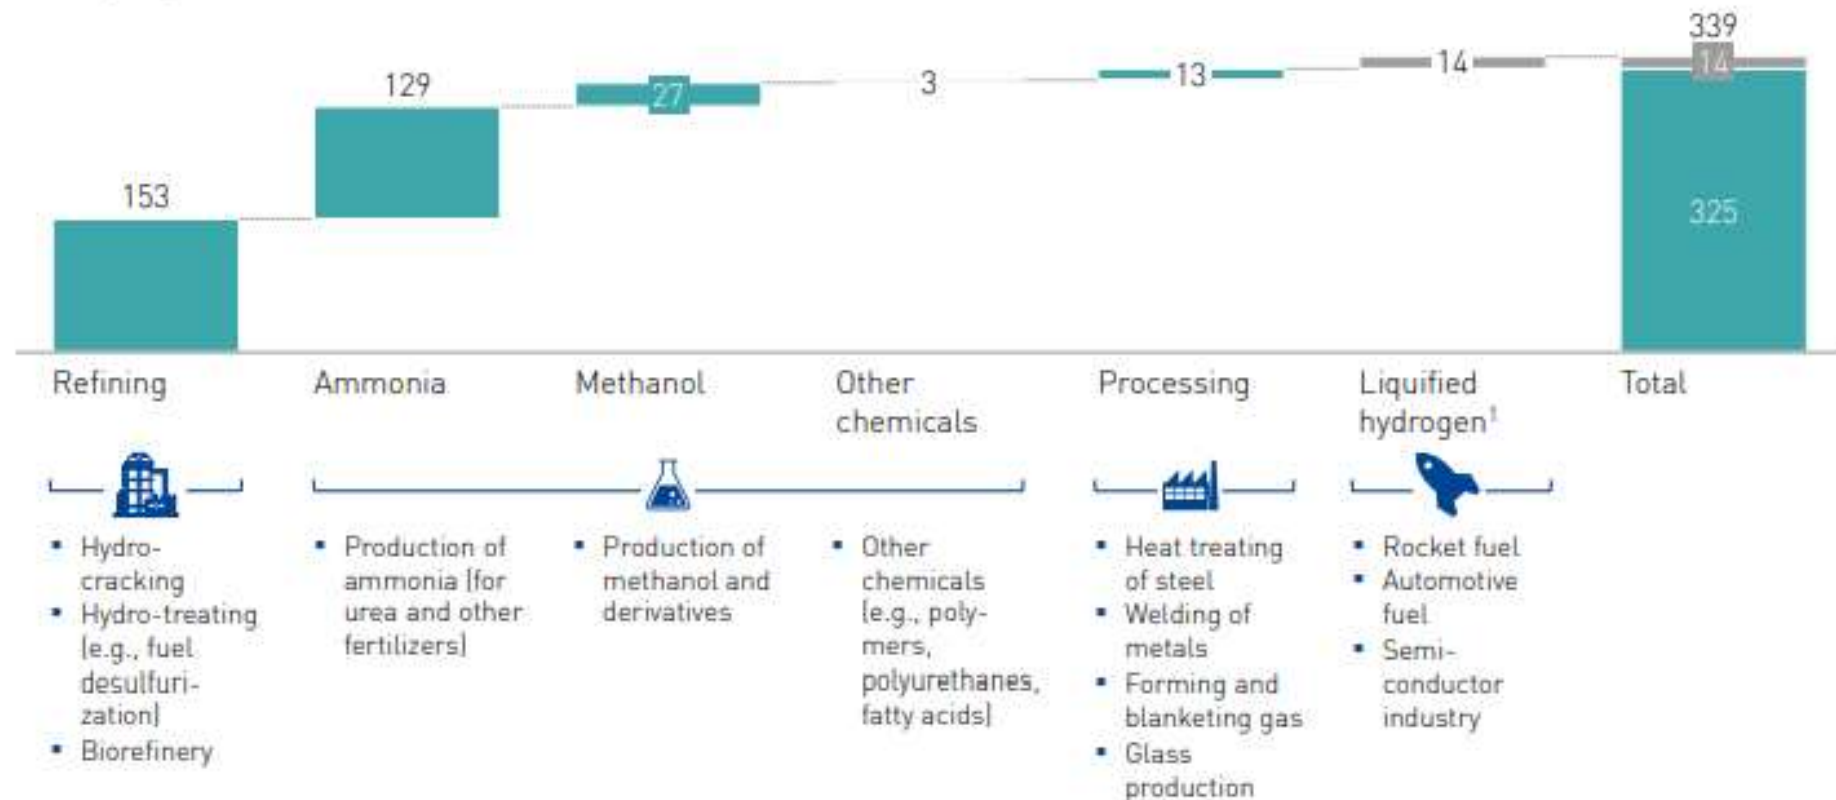 339
14
129
27
3
13
14
153
325
Refining
Ammonia
Methanol
Other
chemicals
Processing
Liquified
hydrogen¹
Total
▪ Hydro-
cracking
▪ Hydro-treating
(e.g., fuel
desulfuri-
zation)
▪ Biorefinery
▪ Production of
ammonia (for
urea and other
fertilizers)
▪ Production of
methanol and
derivatives
▪ Other
chemicals
(e.g., poly-
mers,
polyurethanes,
fatty acids)
▪ Heat treating
of steel
▪ Welding of
metals
▪ Forming and
blanketing gas
▪ Glass
production
▪ Rocket fuel
▪ Automotive
fuel
▪ Semi-
conductor
industry